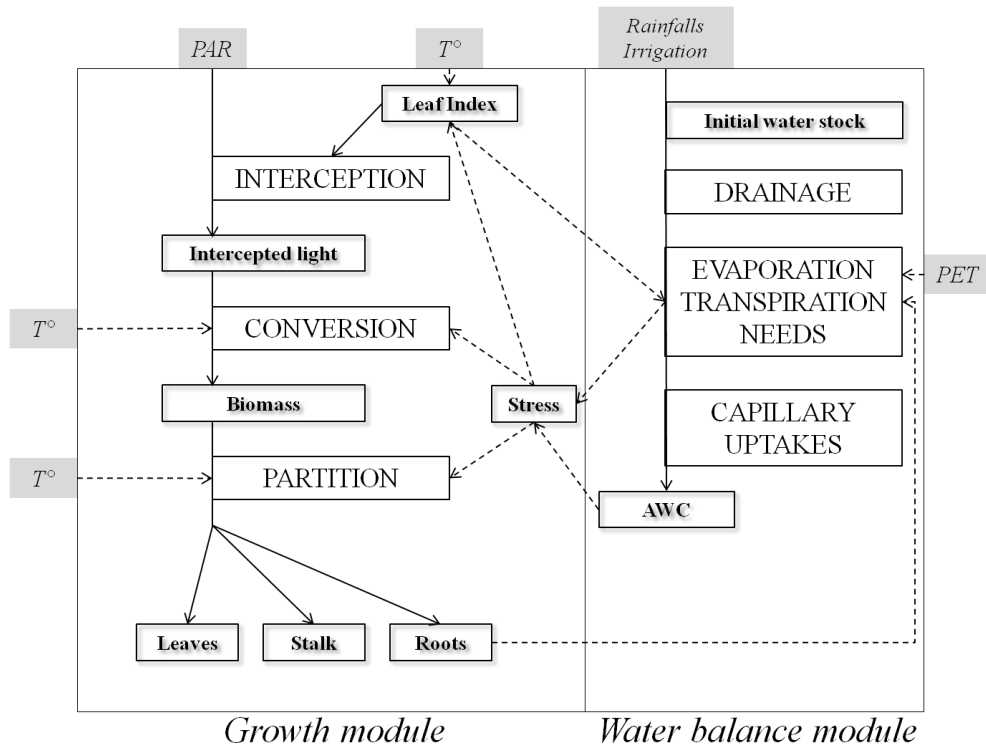 PAR
T°
Rainfalls
Irrigation
Leaf Index
Initial water stock
INTERCEPTION
DRAINAGE
Intercepted light
EVAPORATION
TRANSPIRATION
NEEDS
PET
T°
CONVERSION
Biomass
Stress
CAPILLARY
UPTAKES
T°
PARTITION
AWC
Leaves
Stalk
Roots
Growth module
Water balance module